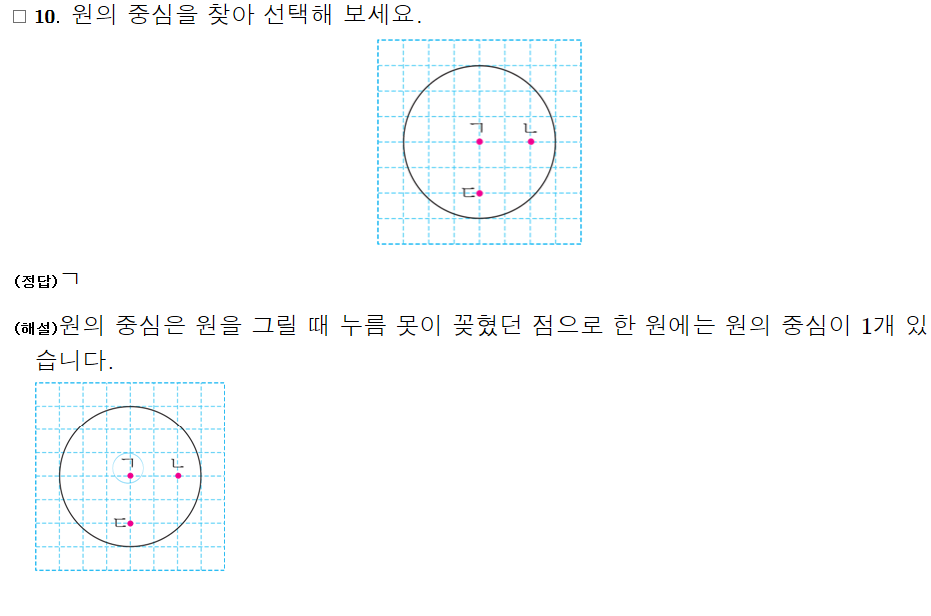 □ 10. 원의 중심을 찾아 선택해 보세요.
ㄱ ㄴ
ㄷ
(정답)ㄱ
(해설)원의 중심은 원을 그릴 때 누름 못이 꽂혔던 점으로 한 원에는 원의 중심이 1개 있
습니다.
ㄱ ㄴ
ㄷ